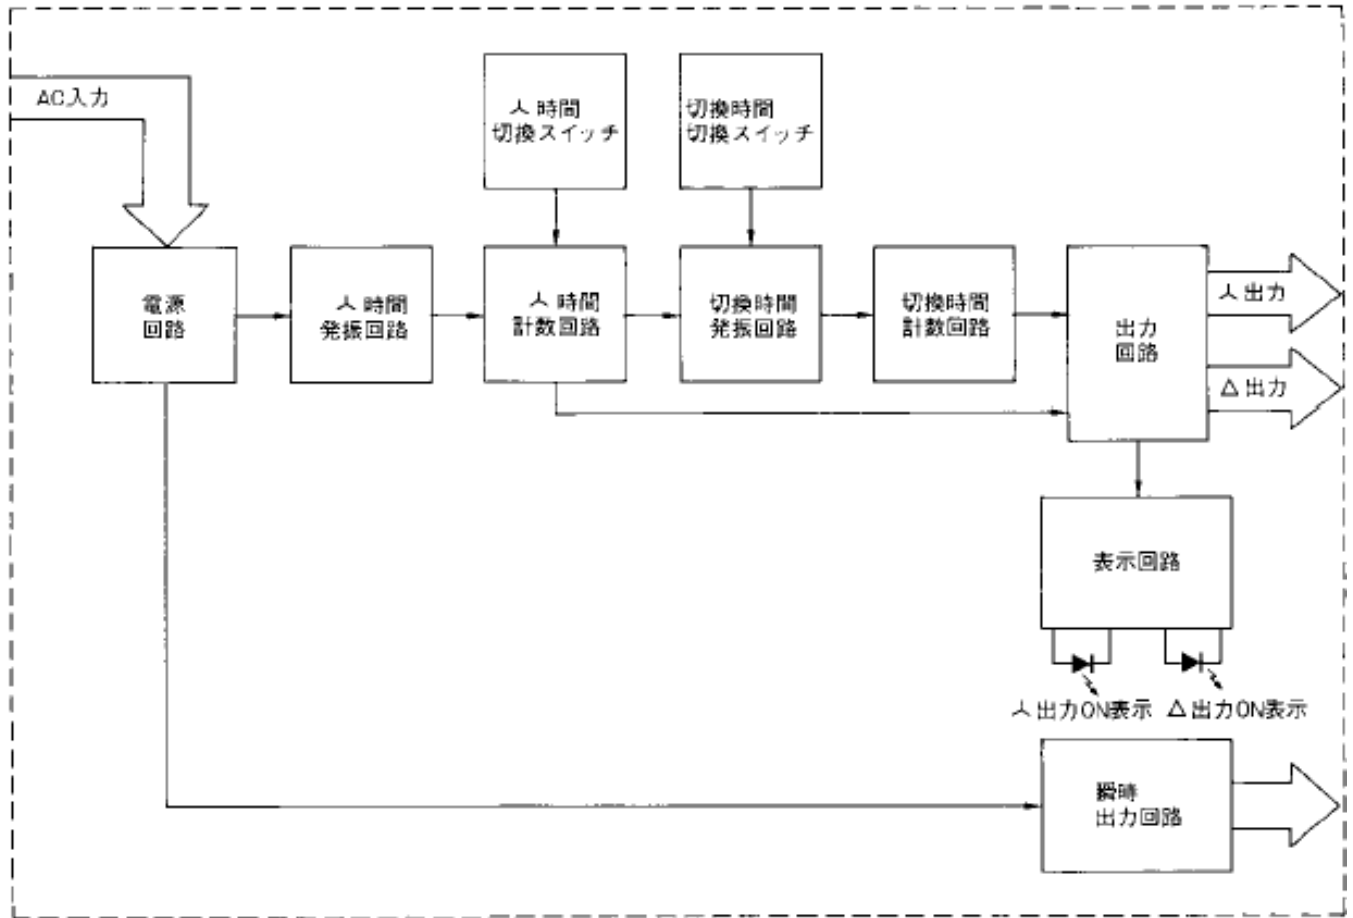 AC入力
人 時間
切換スイッチ
切換時間
切換スイッチ
電源
回路
人 時間
発振回路
人 時間
計数回路
切換時間
発振回路
切換時間
計数回路
出力
回路
人 出力
△ 出力
表示回路
人 出力ON表示
△ 出力ON表示
瞬時
出力回路